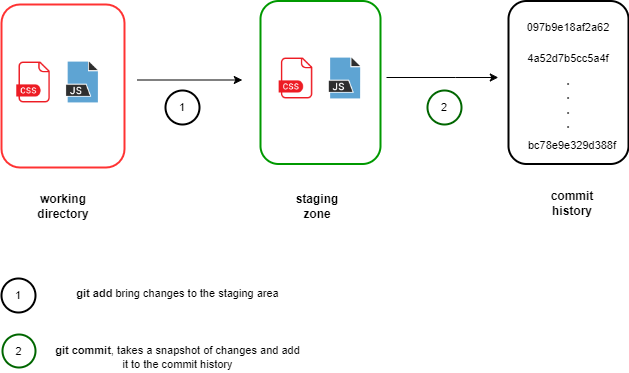 CSS
JS
1
working
directory
CSS
JS
2
staging
zone
097b9e18af2a62
4a52d7b5cc5a4f
.
.
.
.
bc78e9e329d388f
commit
history
1
git add bring changes to the staging area
2
git commit, takes a snapshot of changes and add
it to the commit history